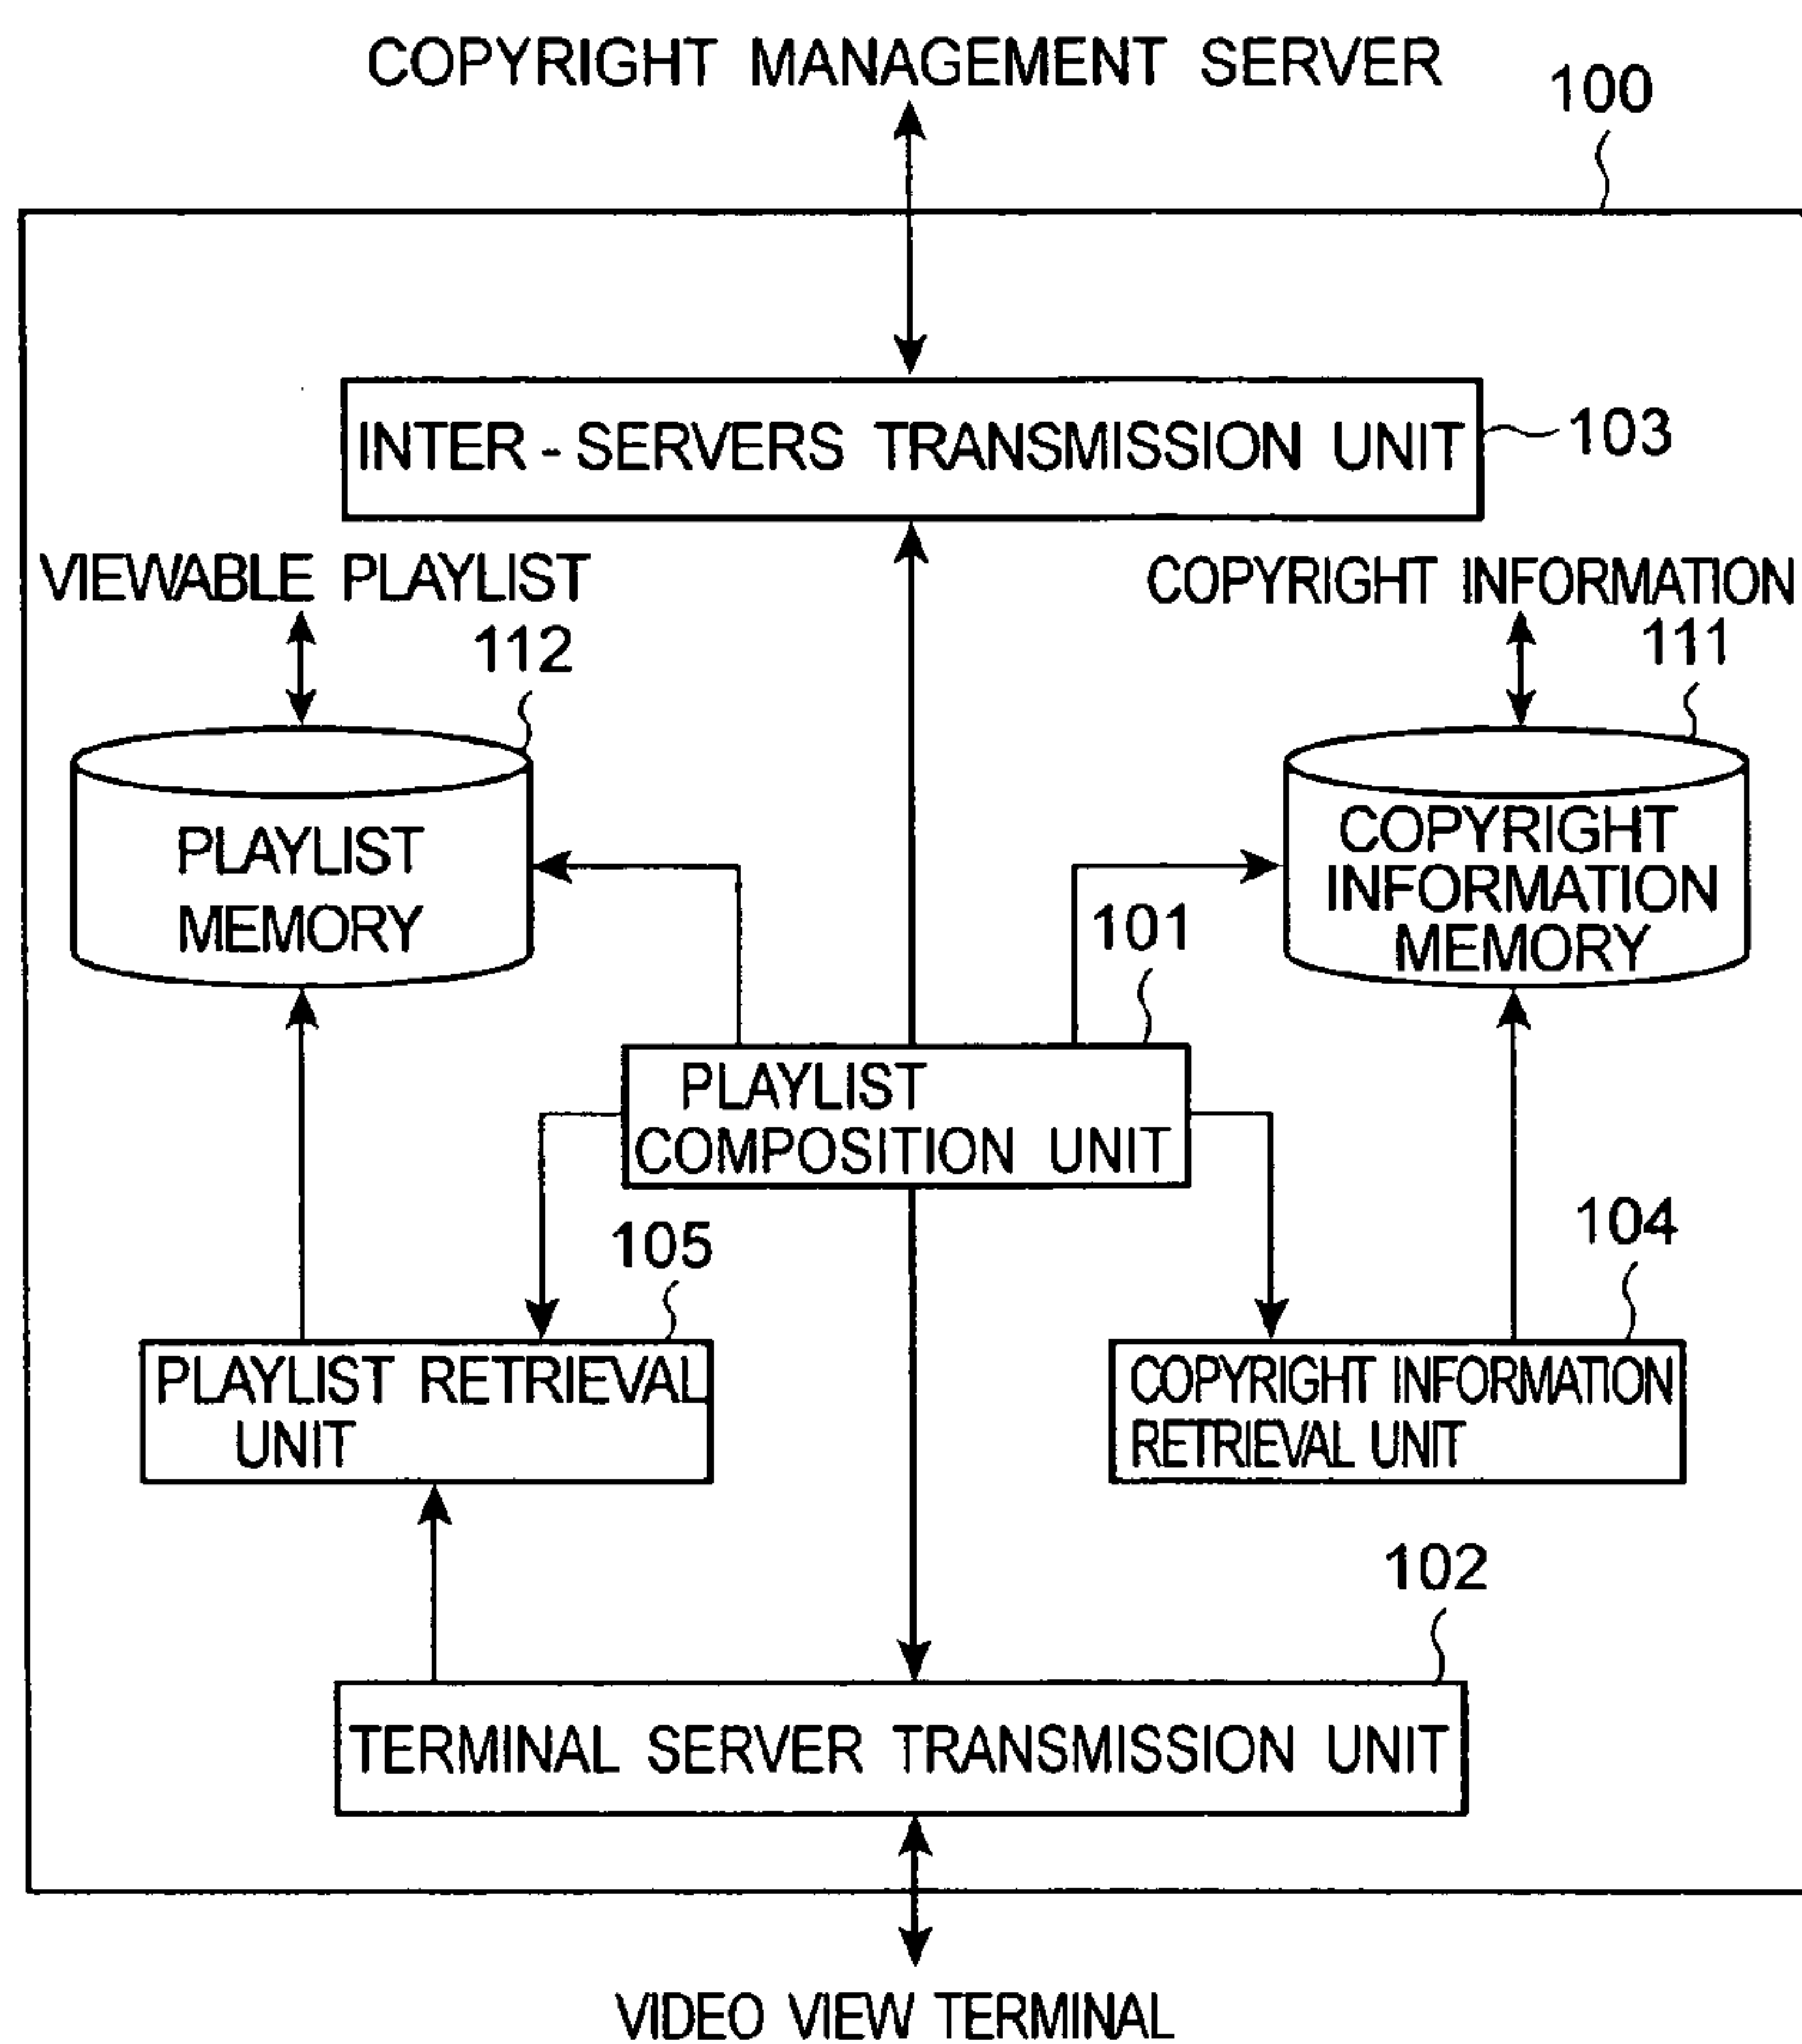 COPYRIGHT MANAGEMENT SERVER
100
INTER-SERVERS TRANSMISSION UNIT
103
VIEWABLE PLAYLIST
112
COPYRIGHT INFORMATION
111
PLAYLIST
MEMORY
COPYRIGHT
INFORMATION
MEMORY
101
PLAYLIST
COMPOSITION UNIT
105
104
PLAYLIST RETRIEVAL
UNIT
COPYRIGHT INFORMATION
RETRIEVAL UNIT
102
TERMINAL SERVER TRANSMISSION UNIT
VIDEO VIEW TERMINAL